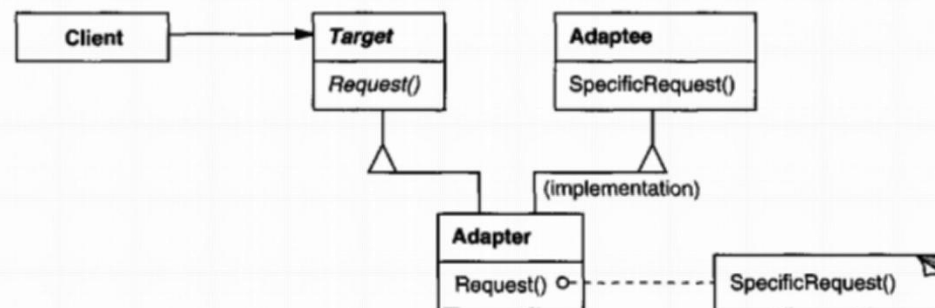 Client
Target
Request()
Adaptee
SpecificRequest()
(implementation)
Adapter
Request()
SpecificRequest()